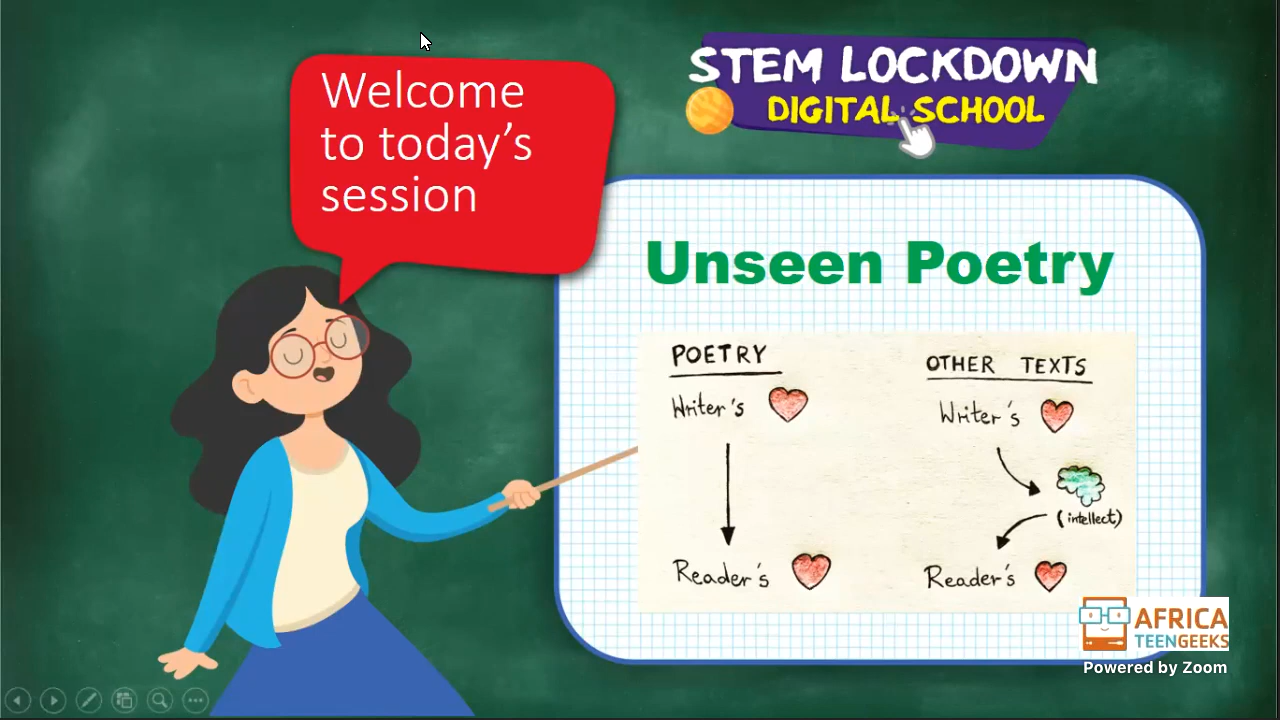 Welcome
to today's
session
STEM LOCKDOWN
DIGITAL SCHOOL
Unseen Poetry
POETRY
Writer's
Reader's
OTHER TEXTS
Writer's
(intellect)
Reader's
AFRICA
TEENGEEKS
Powered by Zoom